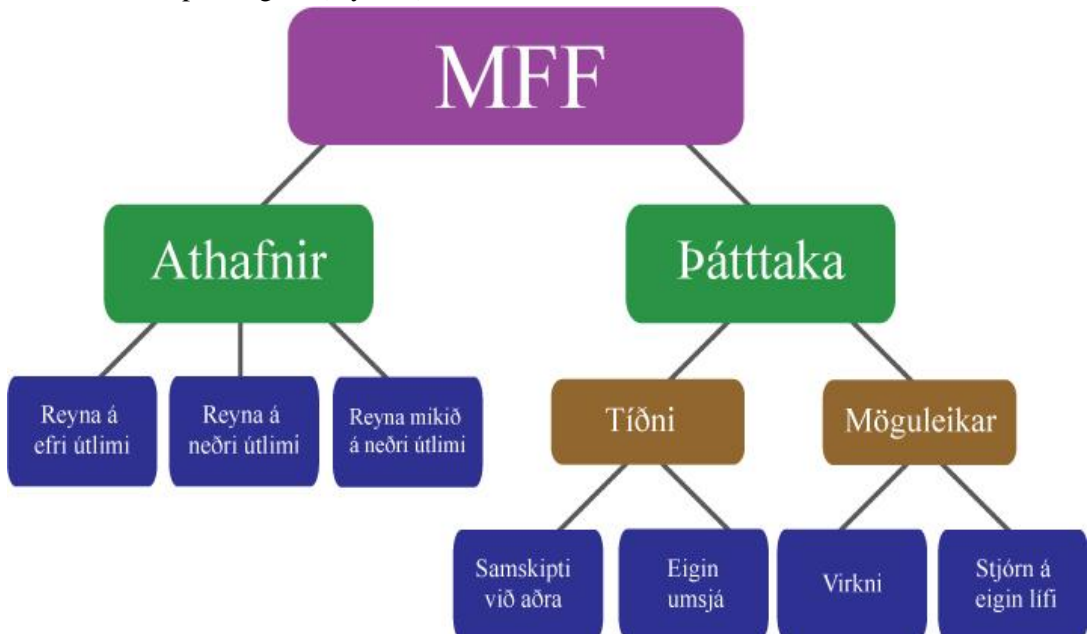 MFF
Athafnir
Þátttaka
Reyna á
efri útlimi
Reyna á
neðri útlimi
Reyna mikið
á neðri útlimi
Tíðni
Möguleikar
Samskipti
við aðra
Eigin
umsjá
Virkni
Stjórn á
eigin lífi